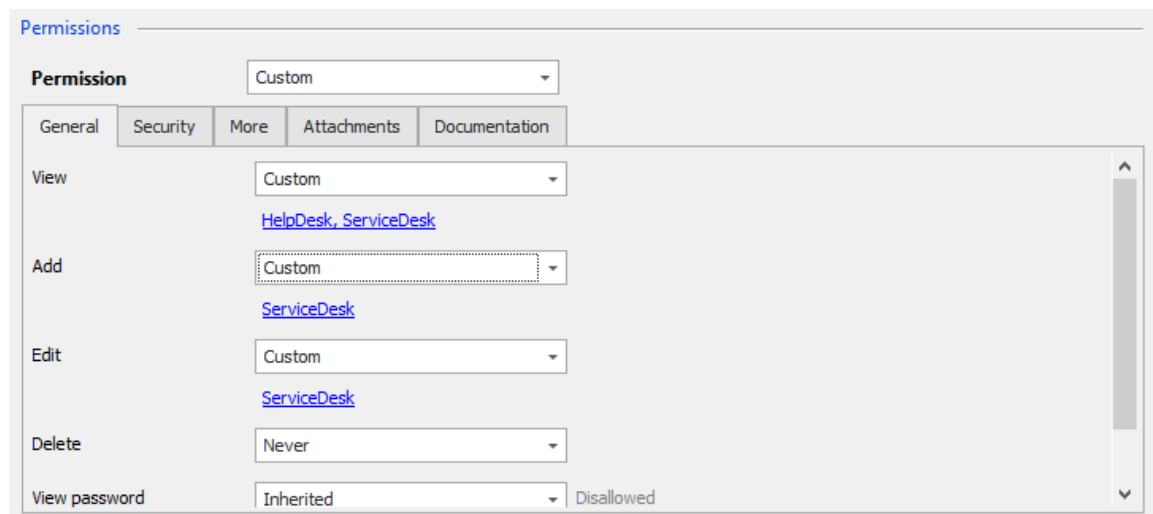 Permissions
Permission Custom
General Security More Attachments Documentation
View Custom
HelpDesk, ServiceDesk
Add Custom
ServiceDesk
Edit Custom
ServiceDesk
Delete Never
View password Inherited Disallowed